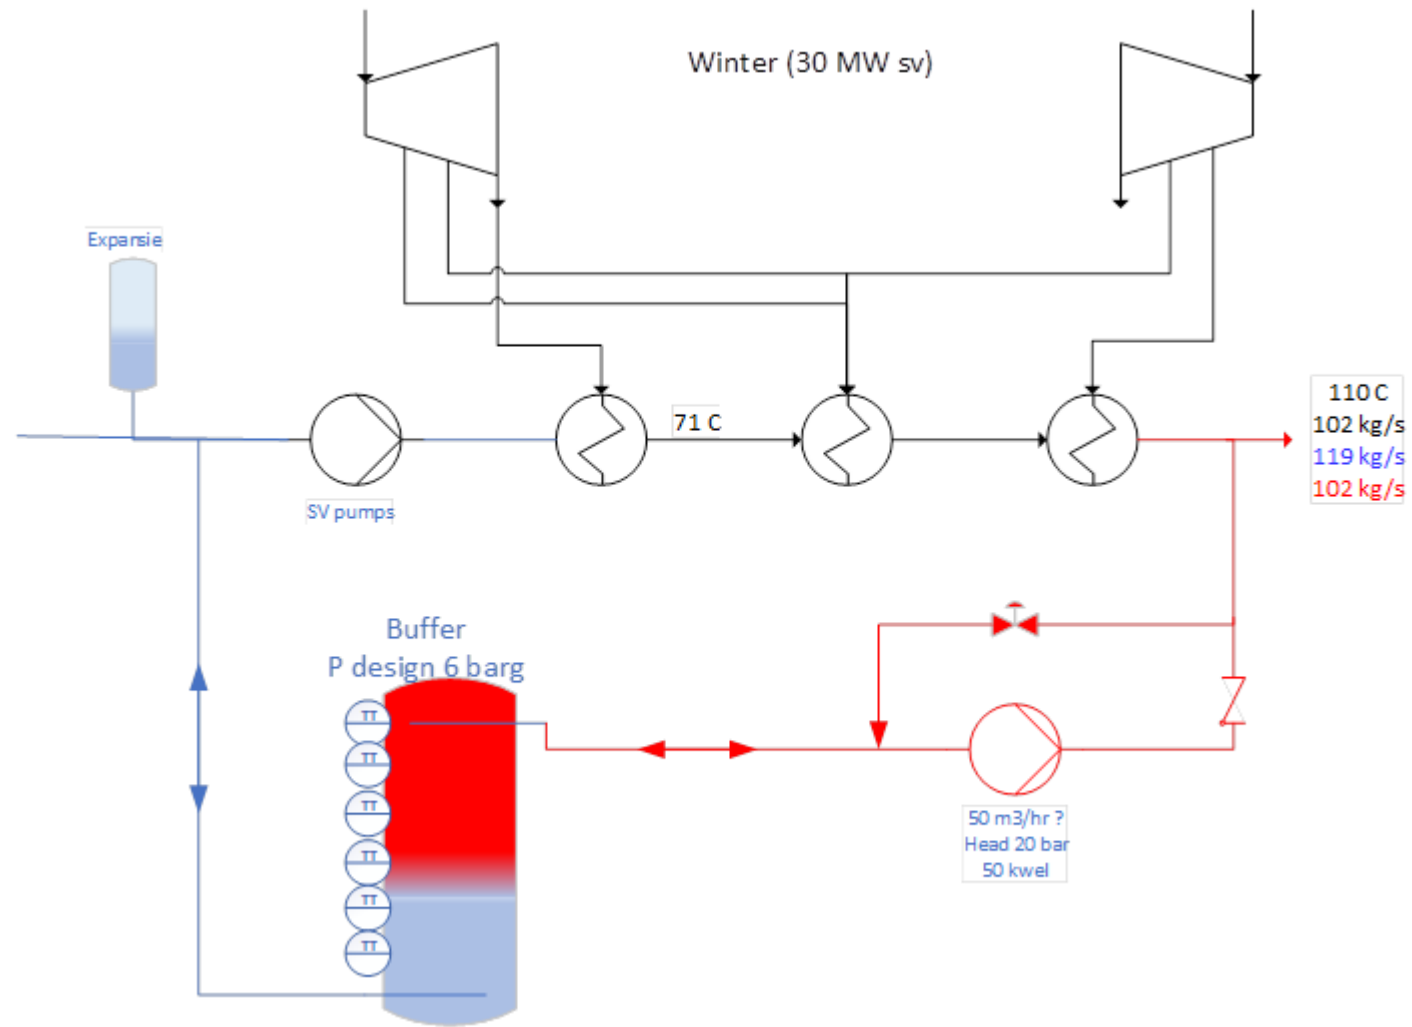 Winter (30 MW sv)
Expansie
71 C
110 C
102 kg/s
119 kg/s
102 kg/s
SV pumps
Buffer
P design 6 barg
TT
TT
TT
TT
TT
TT
50 m3/hr ?
Head 20 bar
50 kwel